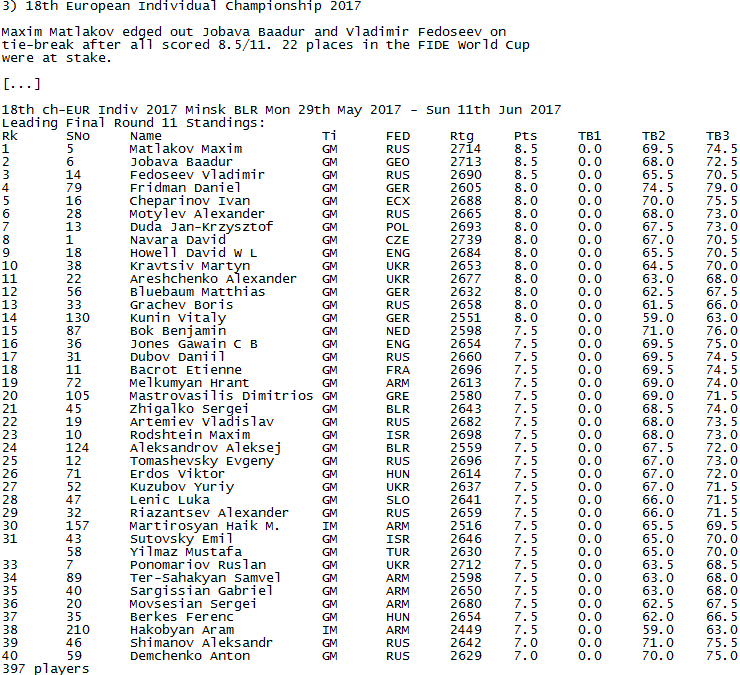 3) 18th European Individual Championship 2017
Maxim Matlakov edged out Jobava Baadur and Vladimir Fedoseev on
tie-break after all scored 8.5/11. 22 places in the FIDE World Cup
were at stake.
[...]
18th ch-EUR Indiv 2017 Minsk BLR Mon 29th May 2017 - Sun 11th Jun 2017
Leading Final Round 11 Standings:
Rk SNo Name Ti FED Rtg Pts TB1 TB2 TB3
1 5 Matlakov Maxim GM RUS 2714 8.5 0.0 69.5 74.5
2 6 Jobava Baadur GM GEO 2713 8.5 0.0 68.0 72.5
3 14 Fedoseev Vladimir GM RUS 2690 8.5 0.0 65.5 70.5
4 79 Fridman Daniel GM GER 2605 8.0 0.0 74.5 79.0
5 16 Cheparinov Ivan GM ECX 2688 8.0 0.0 70.0 75.5
6 28 Motylev Alexander GM RUS 2665 8.0 0.0 68.0 73.0
7 13 Duda Jan-Krzysztof GM POL 2693 8.0 0.0 67.5 73.0
8 1 Navara David GM CZE 2739 8.0 0.0 67.0 70.5
9 18 Howell David W L GM ENG 2684 8.0 0.0 65.5 70.5
10 38 Kravtsiv Martyn GM UKR 2653 8.0 0.0 64.5 70.0
11 22 Areshchenko Alexander GM UKR 2677 8.0 0.0 63.0 68.0
12 56 Bluebaum Matthias GM GER 2632 8.0 0.0 62.5 67.5
13 33 Grachev Boris GM RUS 2658 8.0 0.0 61.5 66.0
14 130 Kunin Vitaly GM GER 2551 8.0 0.0 59.0 63.0
15 87 Bok Benjamin GM NED 2598 7.5 0.0 71.0 76.0
16 36 Jones Gawain C B GM ENG 2654 7.5 0.0 69.5 75.0
17 31 Dubov Daniil GM RUS 2660 7.5 0.0 69.5 74.5
18 11 Bacrot Etienne GM FRA 2696 7.5 0.0 69.5 74.5
19 72 Melkumyan Hrant GM ARM 2613 7.5 0.0 69.0 74.0
20 105 Mastrovasilis Dimitrios GM GRE 2580 7.5 0.0 69.0 71.5
21 45 Zhigalko Sergei GM BLR 2643 7.5 0.0 68.5 74.0
22 19 Artemiev Vladislav GM RUS 2682 7.5 0.0 68.0 73.5
23 10 Rodshtein Maxim GM ISR 2698 7.5 0.0 68.0 73.0
24 124 Aleksandrov Aleksej GM BLR 2559 7.5 0.0 67.5 72.0
25 12 Tomashevsky Evgeny GM RUS 2696 7.5 0.0 67.0 73.0
26 71 Erdos Viktor GM HUN 2614 7.5 0.0 67.0 72.0
27 52 Kuzubov Yuriy GM UKR 2637 7.5 0.0 67.0 71.5
28 47 Lenic Luka GM SLO 2641 7.5 0.0 66.0 71.5
29 32 Riazantsev Alexander GM RUS 2659 7.5 0.0 66.0 71.5
30 157 Martirosyan Haik M. IM ARM 2516 7.5 0.0 65.5 69.5
31 43 Sutovsky Emil GM ISR 2646 7.5 0.0 65.0 70.0
58 Yilmaz Mustafa GM TUR 2630 7.5 0.0 65.0 70.0
33 7 Ponomariov Ruslan GM UKR 2712 7.5 0.0 63.5 68.5
34 89 Ter-Sahakyan Samvel GM ARM 2598 7.5 0.0 63.0 68.0
35 40 Sargissian Gabriel GM ARM 2650 7.5 0.0 63.0 68.0
36 20 Movsesian Sergei GM ARM 2680 7.5 0.0 62.5 67.5
37 35 Berkes Ferenc GM HUN 2654 7.5 0.0 62.0 66.5
38 210 Hakobyan Aram IM ARM 2449 7.5 0.0 59.0 63.0
39 46 Shimanov Aleksandr GM RUS 2642 7.0 0.0 71.0 75.5
40 59 Demchenko Anton GM RUS 2629 7.0 0.0 70.0 75.0
397 players